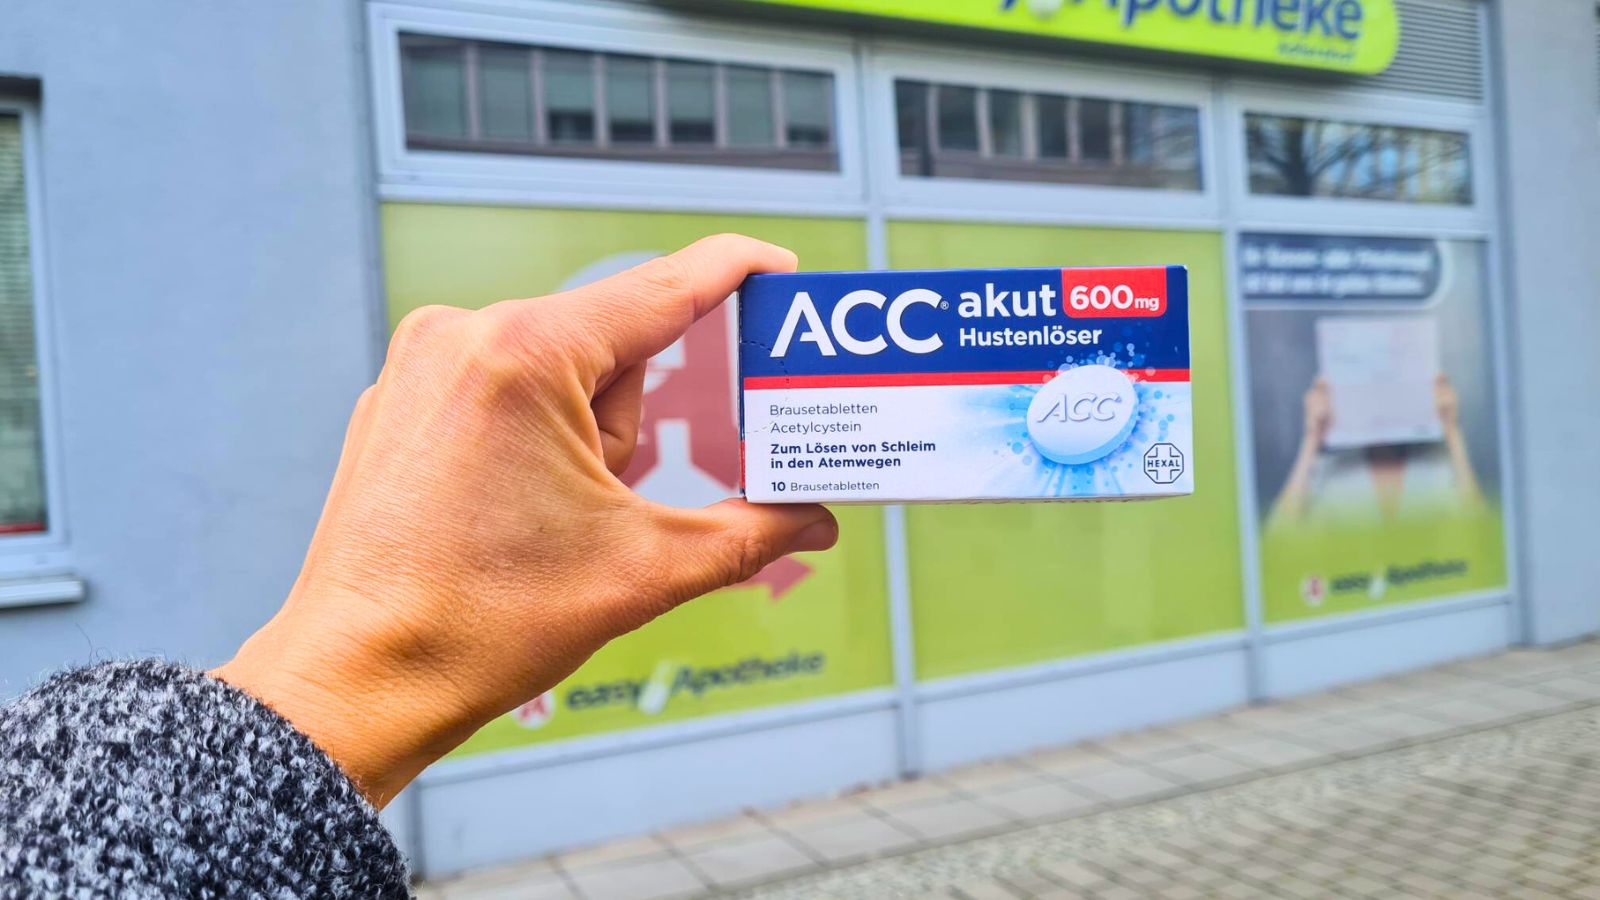 Apotheke
ACC® akut 600mg
Hustenlöser
Brausetabletten
Acetylcystein
Zum Lösen von Schleim
in den Atemwegen
10 Brausetabletten
ACC
HEXAL
easy Apotheke
easy Apotheke